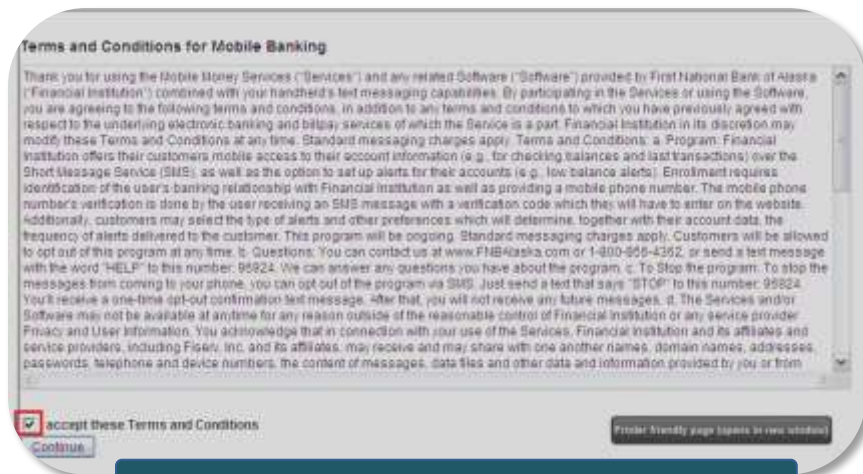 Terms and Conditions for Mobile Banking
Thank you for using the Mobile Money Services ("Services") and any related Software ("Software") provided by First National Bank of Alaska
("Financial Institution") combined with your handheld's text messaging capabilities. By participating in the Services or using the Software,
you are agreeing to the following terms and conditions, in addition to any terms and conditions to which you have previously agreed with
respect to the underlying electronic banking and billpay services of which the Service is a part. Financial Institution in its discretion may
modify these Terms and Conditions at any time. Standard messaging charges apply. Terms and Conditions: a. Program: Financial
Institution offers their customers mobile access to their account information (e.g., for checking balances and last transactions) over the
Short Message Service (SMS), as well as the option to set up alerts for their accounts (e.g., low balance alerts). Enrollment requires
identification of the user's banking relationship with Financial Institution as well as providing a mobile phone number. The mobile phone
number's verification is done by the user receiving an SMS message with a verification code which they will have to enter on the website.
Additionally, customers may select the type of alerts and other preferences which will determine, together with their account data, the
frequency of alerts delivered to the customer. This program will be ongoing. Standard messaging charges apply. Customers will be allowed
to opt out of this program at any time. b. Questions: You can contact us at www.FNBAlaska.com or or send a text message
with the word "HELP" to this number: We can answer any questions you have about the program. c. To Stop the program: To stop the
messages from coming to your phone, you can opt out of the program via SMS. Just send a text that says "STOP" to this number:
You'll receive a one-time opt-out confirmation text message. After that, you will not receive any future messages. d. The Services and/or
Software may not be available at anytime for any reason outside of the reasonable control of Financial Institution or any service provider.
Privacy and User Information. You acknowledge that in connection with your use of the Services, Financial Institution and its affiliates and
service providers, including Fiserv, Inc. and its affiliates, may receive and may share with one another names, domain names, addresses,
passwords, telephone and device numbers, the content of messages, data files and other data and information provided by you or from
accept these Terms and Conditions
Printer friendly page (opens in new window)
Continue